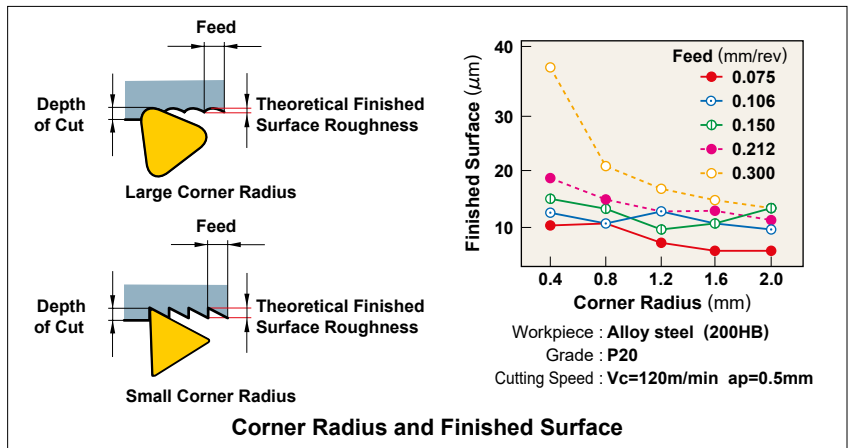 Feed
Depth
of Cut
Theoretical Finished
Surface Roughness
Large Corner Radius
Feed
Depth
of Cut
Theoretical Finished
Surface Roughness
Small Corner Radius
Finished Surface (μm)
40
30
20
10
Feed (mm/rev)
0.075
0.106
0.150
0.212
0.300
0.4 0.8 1.2 1.6 2.0
Corner Radius (mm)
Workpiece : Alloy steel (200HB)
Grade : P20
Cutting Speed : Vc=120m/min ap=0.5mm
Corner Radius and Finished Surface